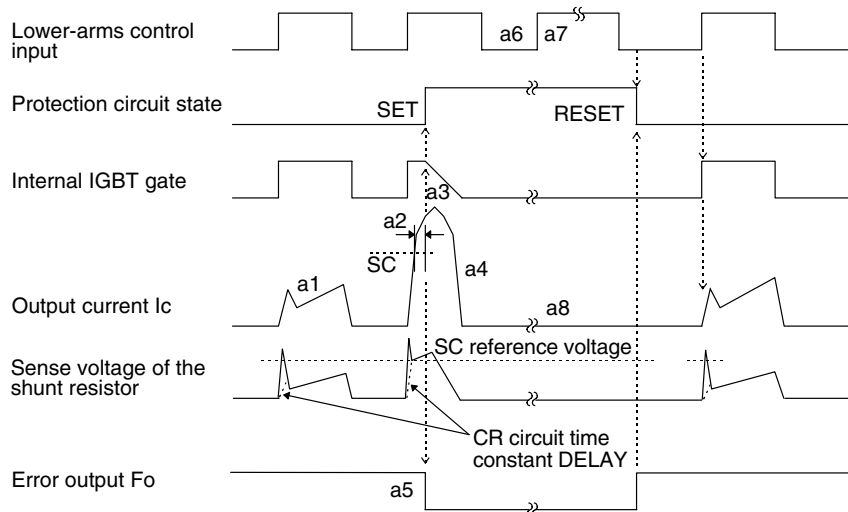 Lower-arms control
input
a6
a7
Protection circuit state
SET
RESET
Internal IGBT gate
a3
a2
SC
a4
Output current Ic
a1
a8
SC reference voltage
Sense voltage of the
shunt resistor
CR circuit time
constant DELAY
Error output Fo
a5